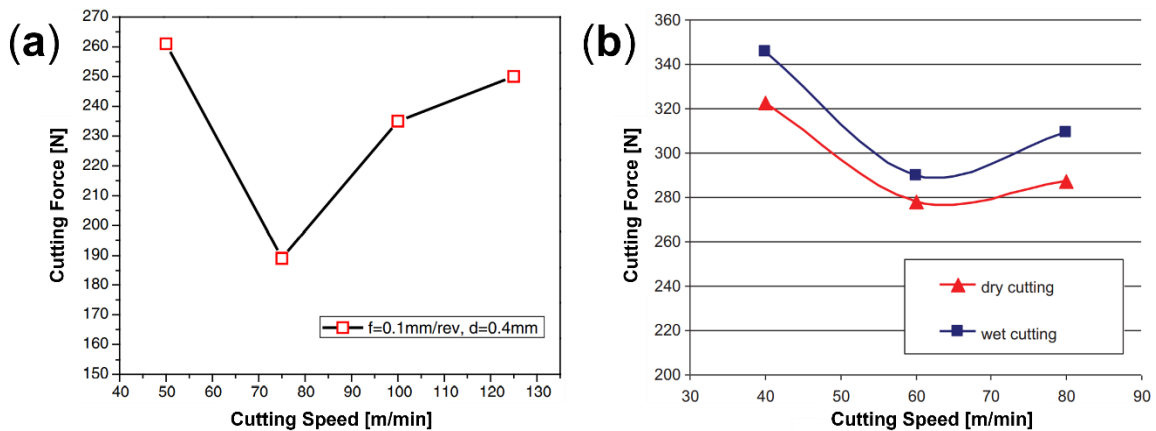 (a)
Cutting Force [N]
270
260
250
240
230
220
210
200
190
180
170
160
150
40 50 60 70 80 90 100 110 120 130
Cutting Speed [m/min]
f=0.1mm/rev, d=0.4mm
(b)
Cutting Force [N]
360
340
320
300
280
260
240
220
200
30 40 50 60 70 80 90
Cutting Speed [m/min]
dry cutting
wet cutting